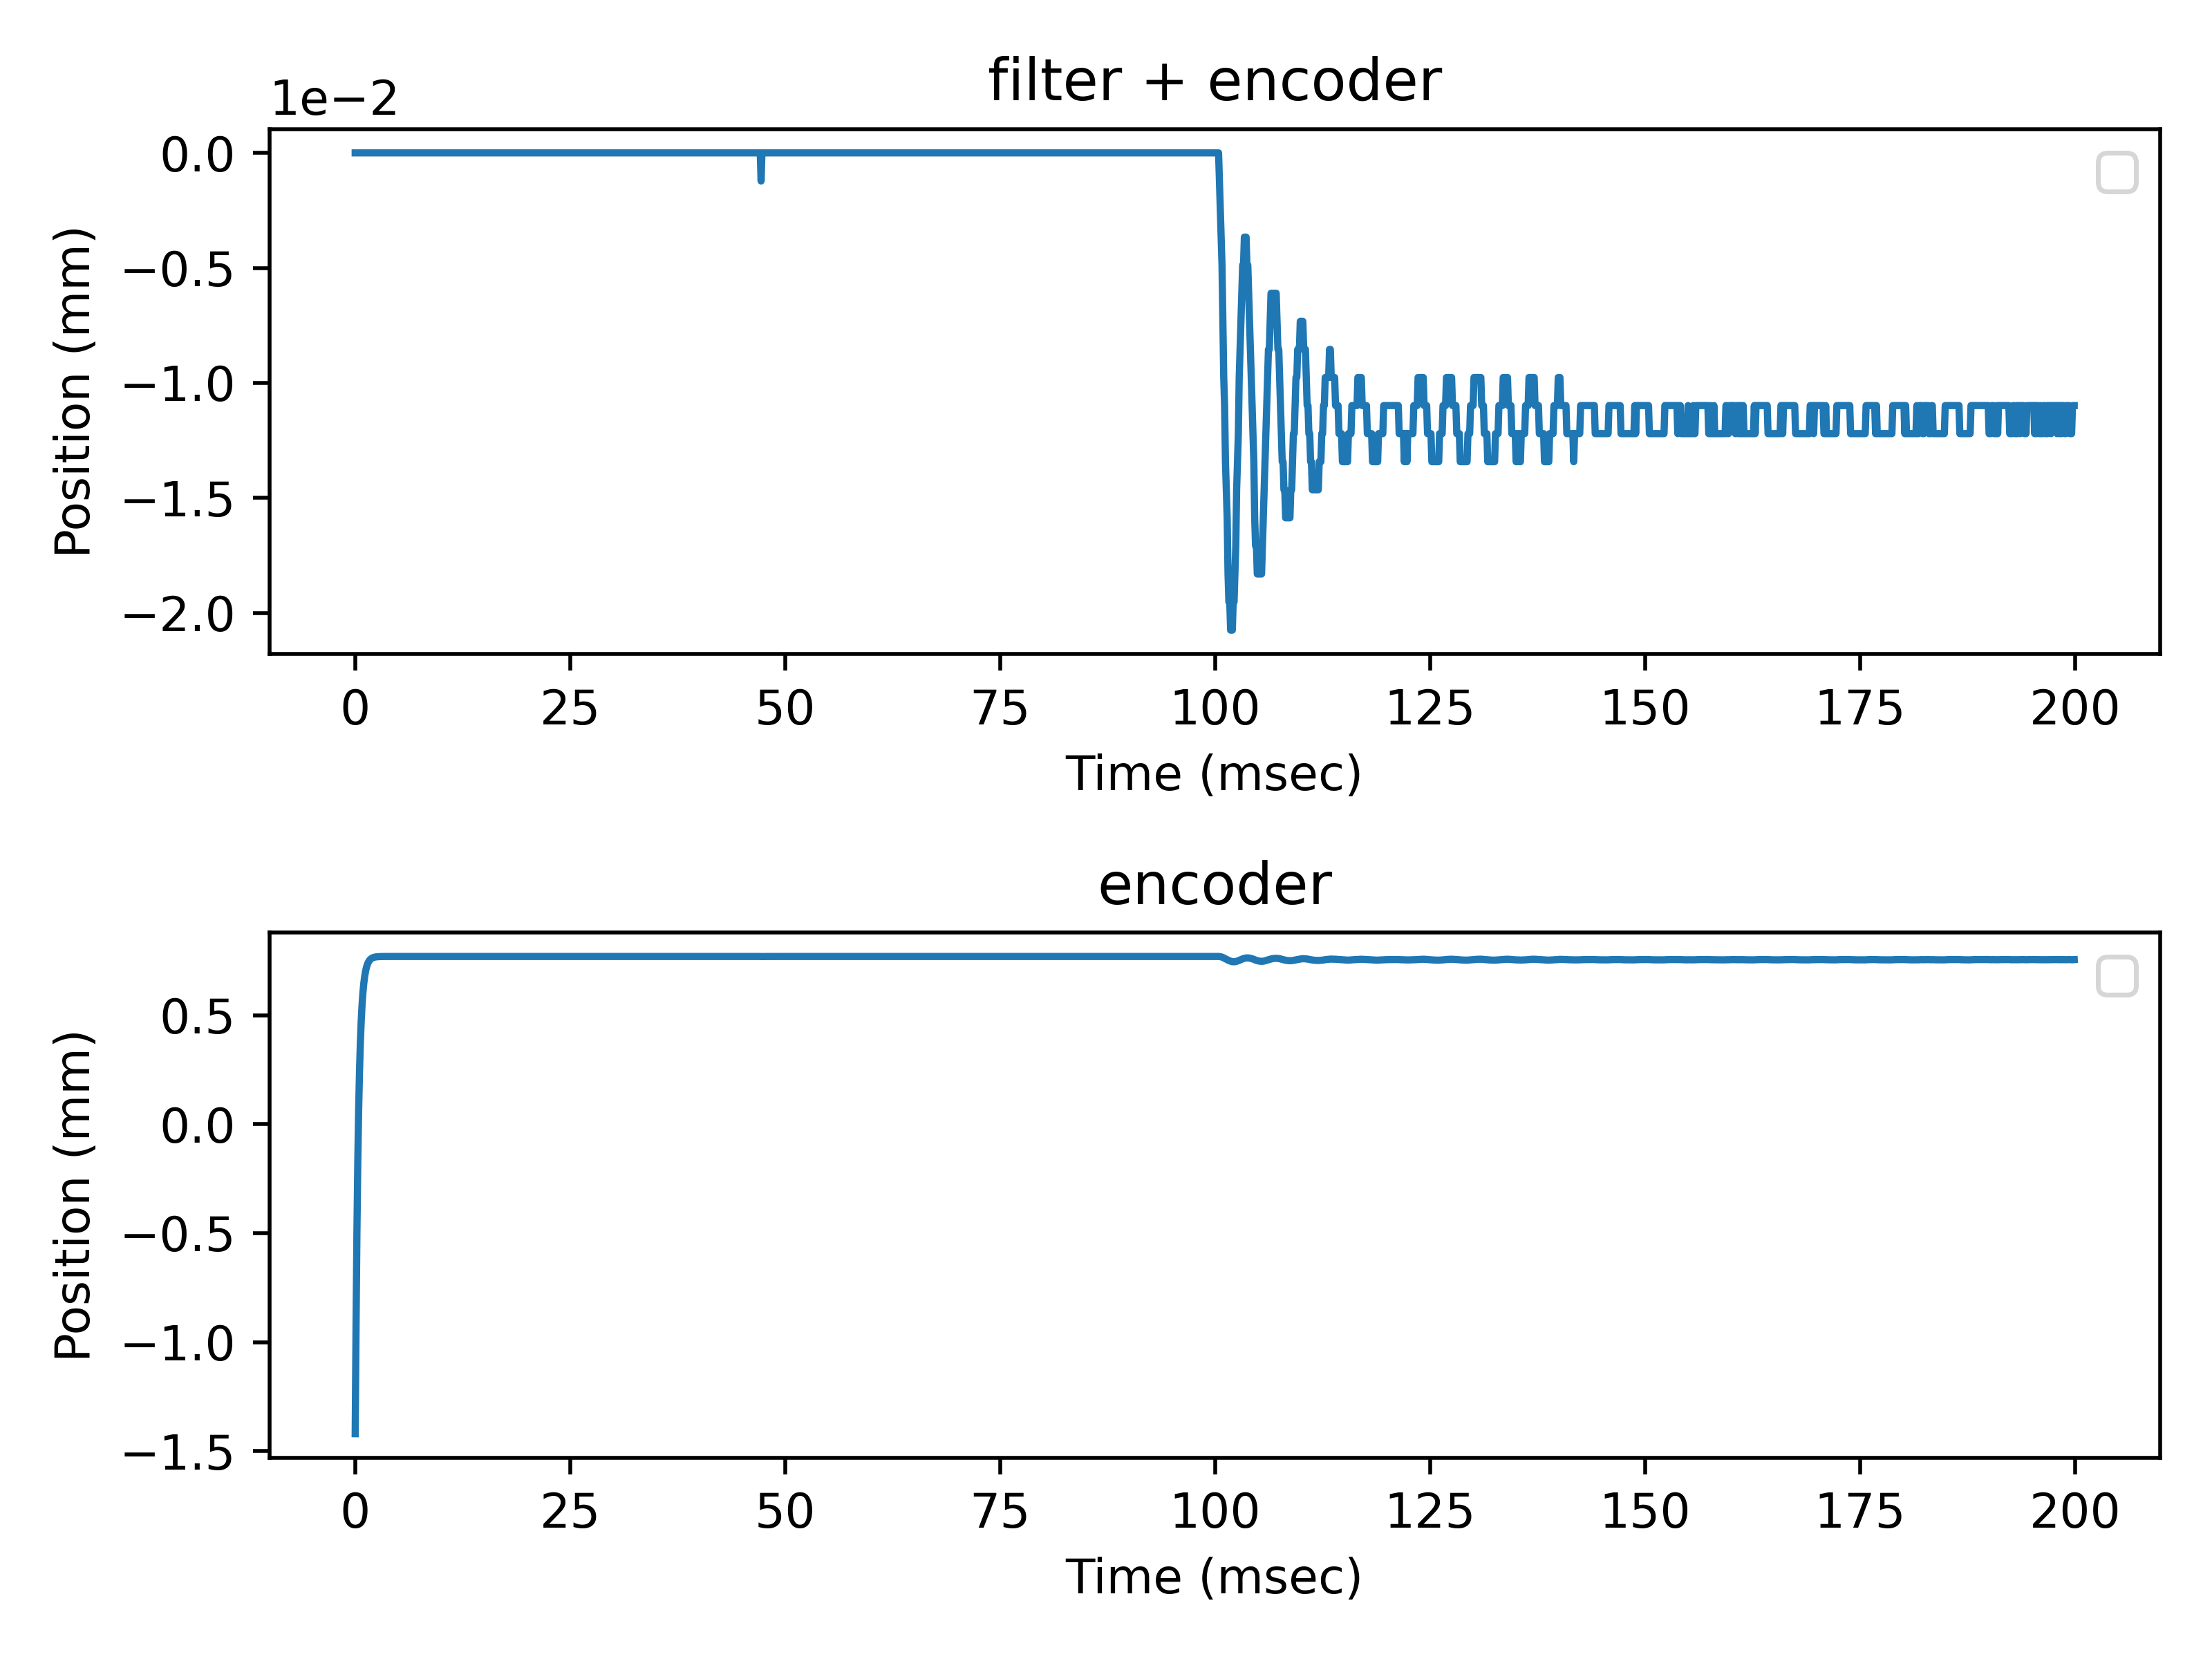 filter + encoder
1e−2
0.0
−0.5
−1.0
−1.5
−2.0
Position (mm)
0 25 50 75 100 125 150 175 200
Time (msec)
encoder
0.5
0.0
−0.5
−1.0
−1.5
Position (mm)
0 25 50 75 100 125 150 175 200
Time (msec)